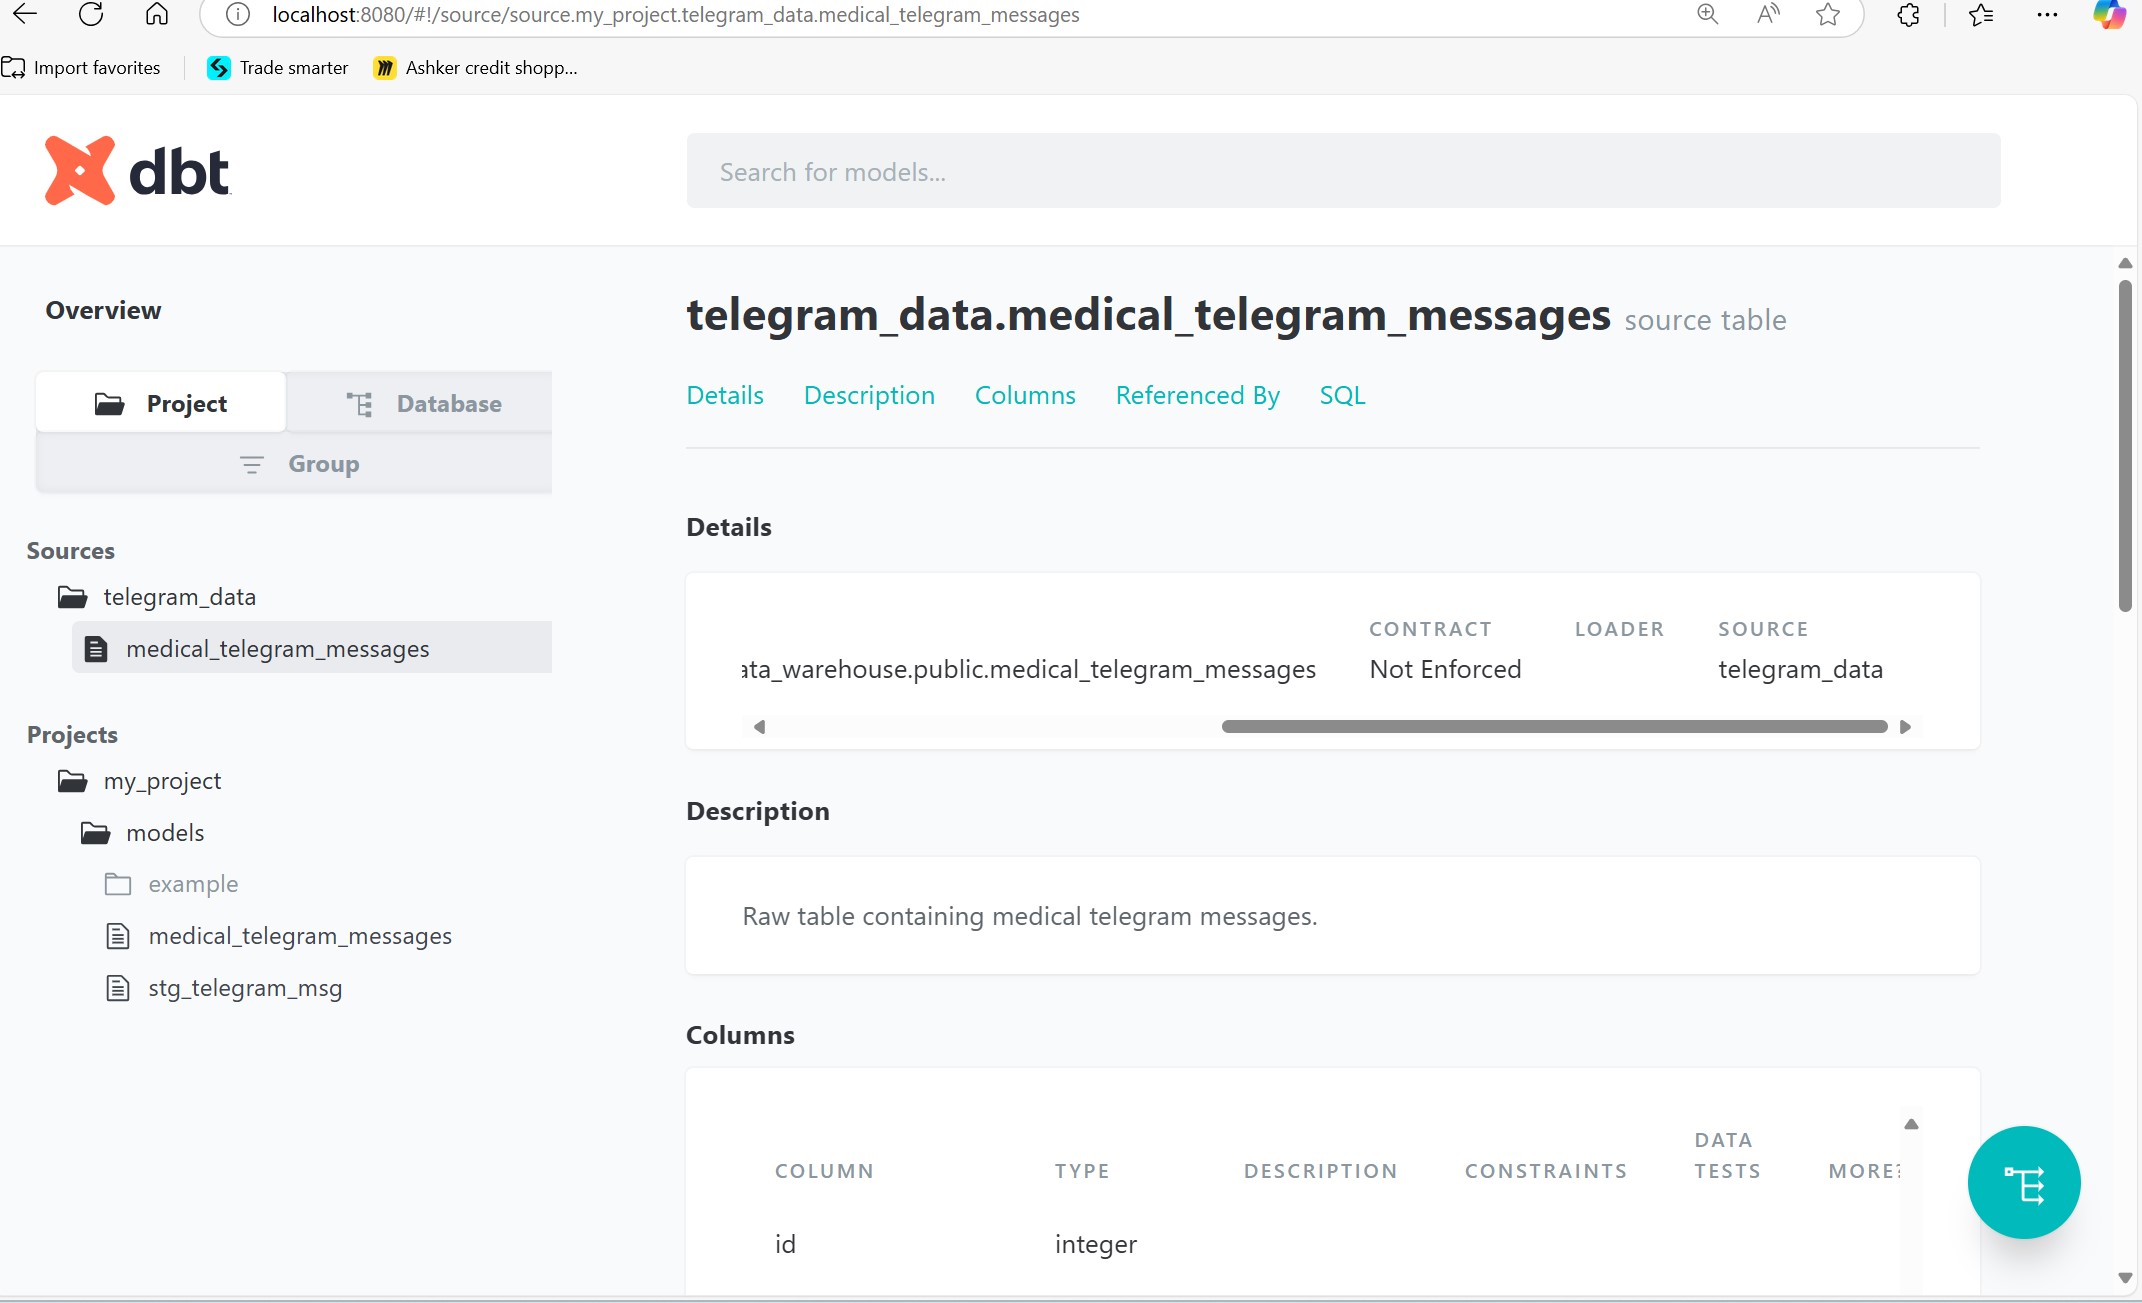 localhost:8080/#!/source/source.my_project.telegram_data.medical_telegram_messages
Import favorites
Trade smarter
Ashker credit shopp...
dbt
Search for models...
Overview
Project
Database
Group
Sources
telegram_data
medical_telegram_messages
Projects
my_project
models
example
medical_telegram_messages
stg_telegram_msg
telegram_data.medical_telegram_messages source table
Details Description Columns Referenced By SQL
Details
CONTRACT LOADER SOURCE
ata_warehouse.public.medical_telegram_messages Not Enforced telegram_data
Description
Raw table containing medical telegram messages.
Columns
COLUMN TYPE DESCRIPTION CONSTRAINTS DATA TESTS MORE?
id integer